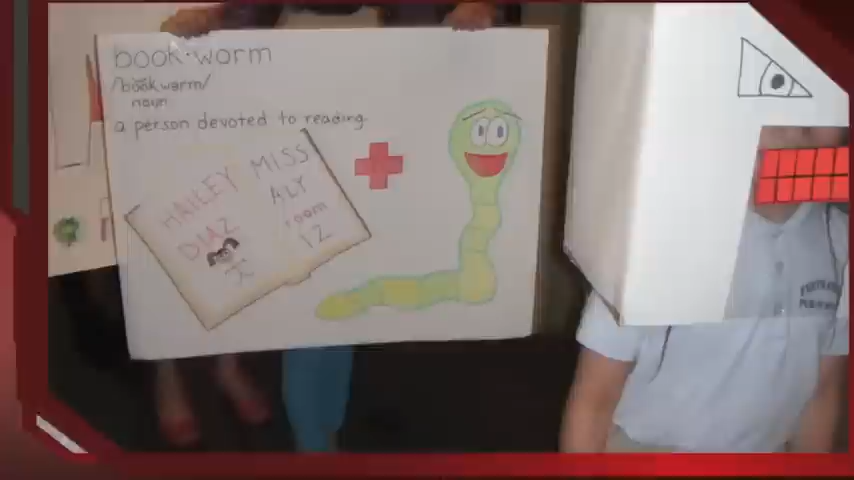 book·worm
/bo͝ok wərm/
noun
a person devoted to reading.
HAILEY
DIAZ
MISS
ALY
room
12